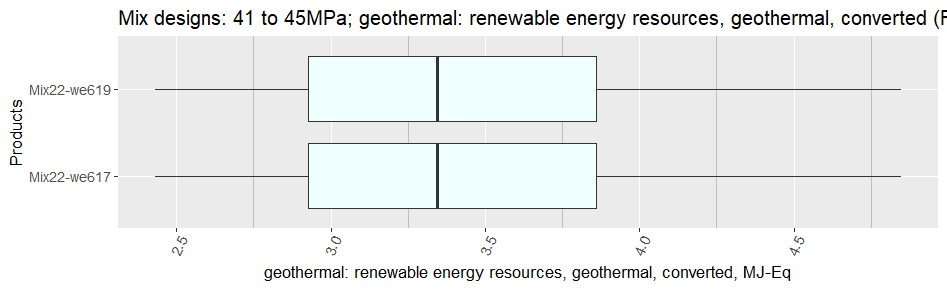 Mix designs: 41 to 45MPa; geothermal: renewable energy resources, geothermal, converted (F
Products
Mix22-we619
Mix22-we617
2.5 3.0 3.5 4.0 4.5
geothermal: renewable energy resources, geothermal, converted, MJ-Eq